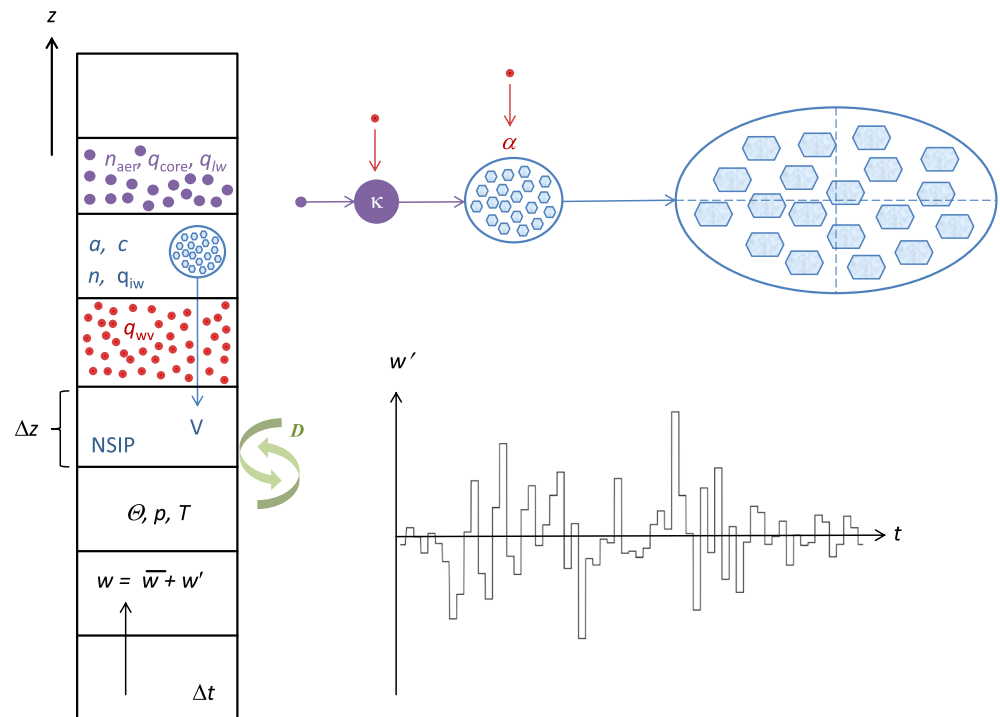 z
n_aer, q_core, q_lw
a, c
n, q_iw
q_wv
Δz
V
NSIP
D
Θ, p, T
w = w̅ + w′
Δt
α
κ
w′
t